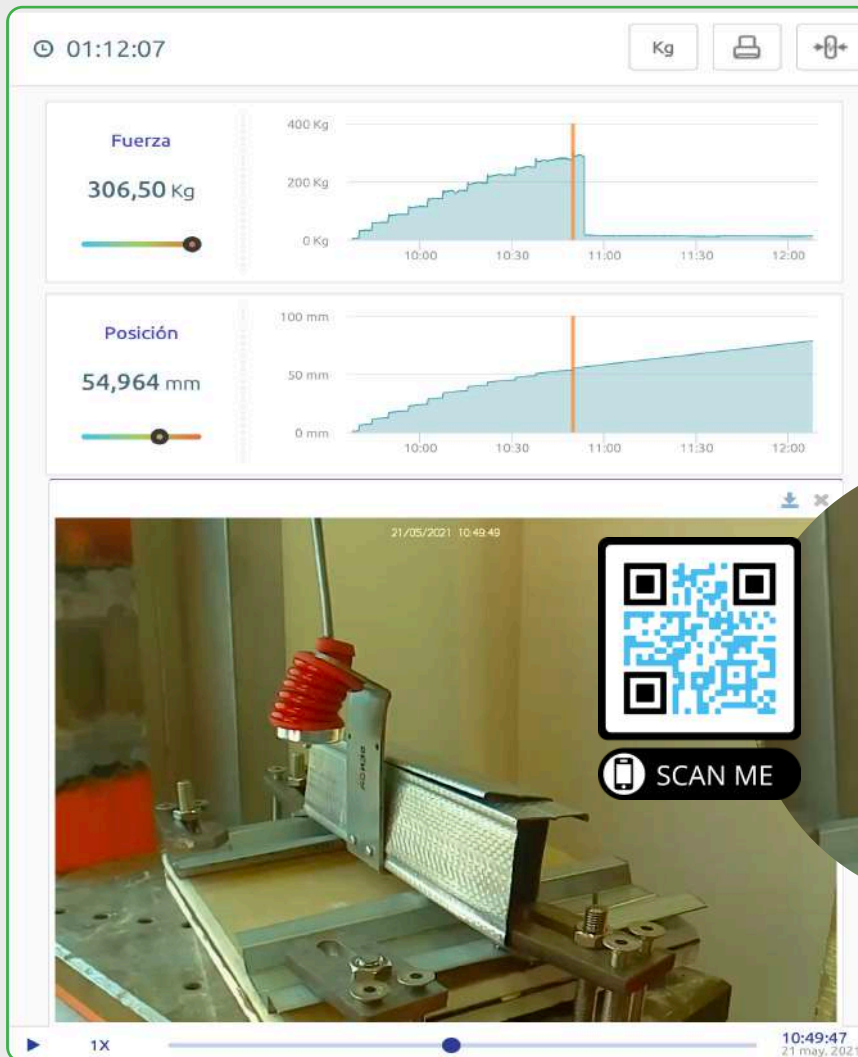 01:12:07
Kg
Fuerza
306,50 Kg
400 Kg
200 Kg
0 Kg
10:00
10:30
11:00
11:30
12:00
Posición
54,964 mm
100 mm
50 mm
0 mm
10:00
10:30
11:00
11:30
12:00
21/05/2021 10:49:49
SCAN ME
1X
10:49:47
21 may. 2021